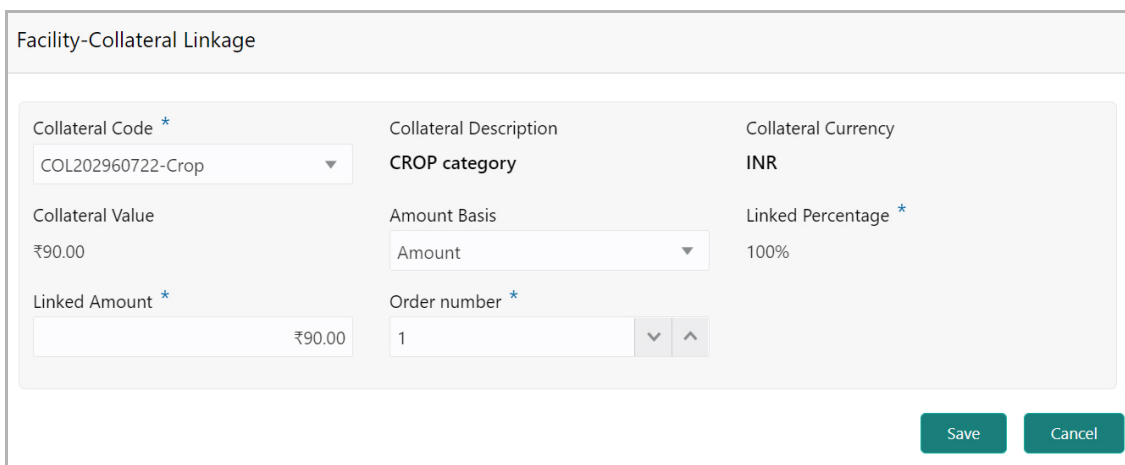 Facility-Collateral Linkage
Collateral Code *
Collateral Description
Collateral Currency
COL202960722-Crop
CROP category
INR
Collateral Value
Amount Basis
Linked Percentage *
₹90.00
Amount
100%
Linked Amount *
Order number *
₹90.00
1
Save
Cancel